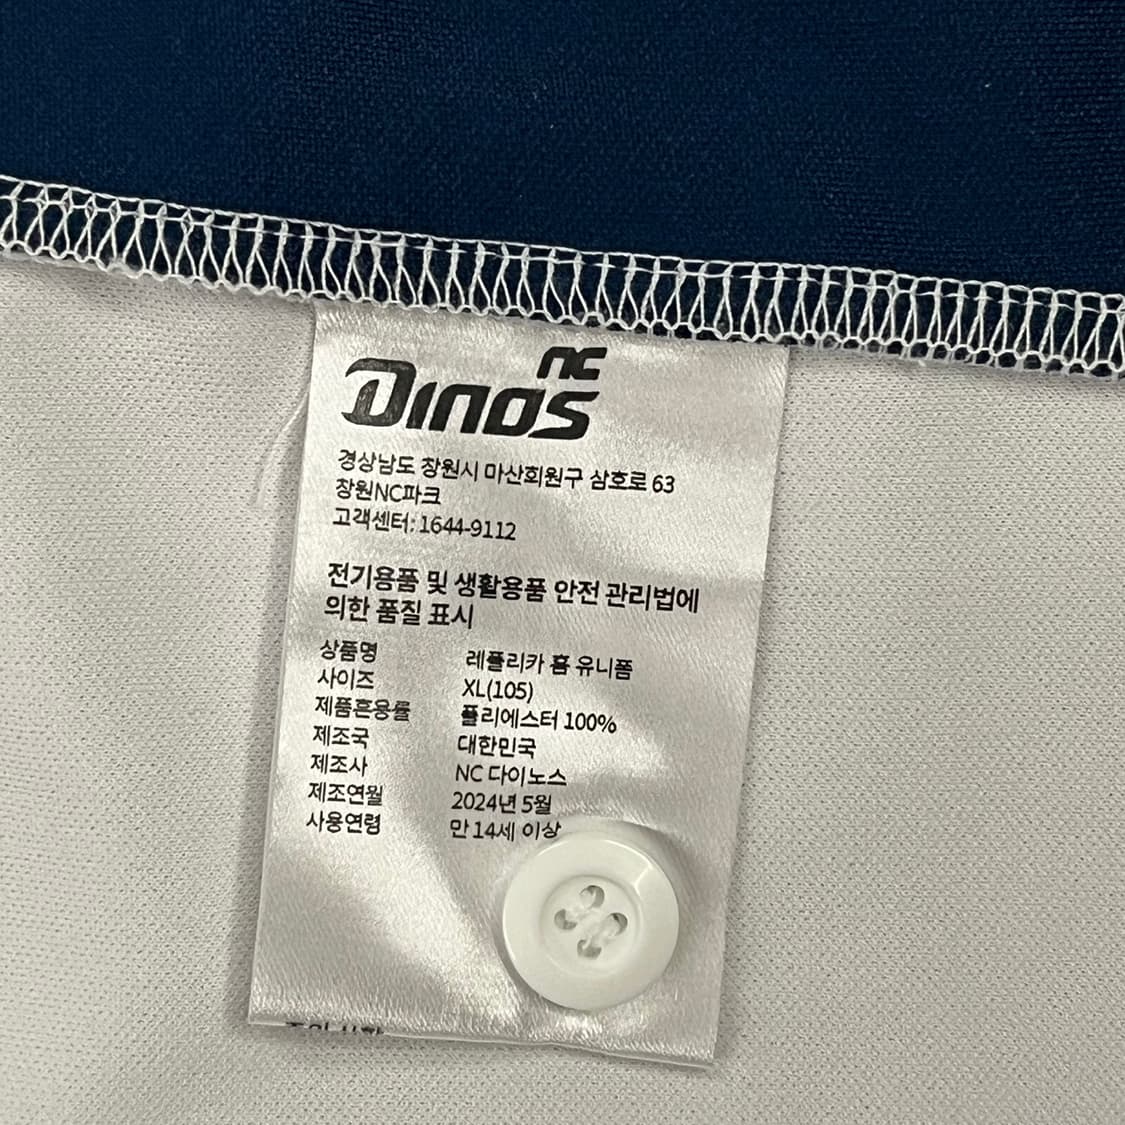 NC
DINOS
경상남도 창원시 마산회원구 삼호로 63
창원NC파크
고객센터: 1644-9112
전기용품 및 생활용품 안전 관리법에
의한 품질 표시
상품명 레플리카 홈 유니폼
사이즈 XL(105)
제품혼용률 폴리에스터 100%
제조국 대한민국
제조사 NC 다이노스
제조연월 2024년 5월
사용연령 만 14세 이상